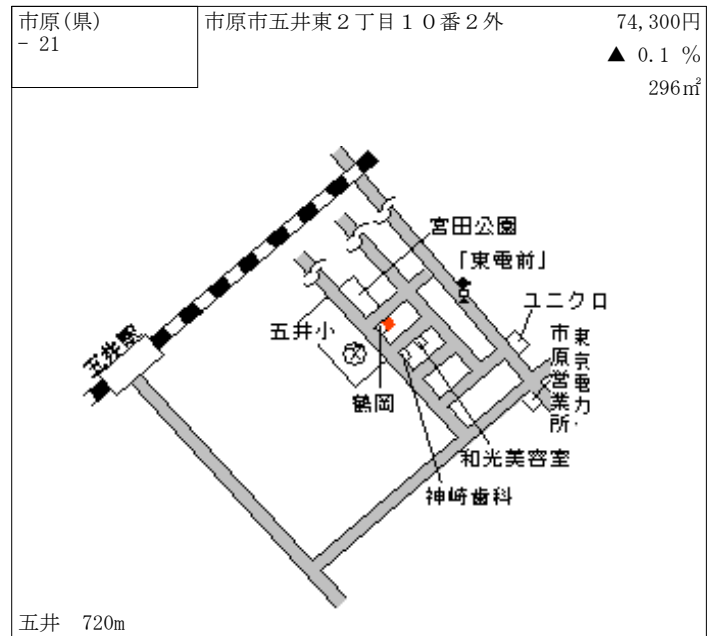 市原(県)
- 21
市原市五井東２丁目１０番２外
74,300円
▲ 0.1 %
296㎡
宮田公園
「東電前」
ユニクロ
五井小
文
五井駅
東京電力・
市原営業所
鶴岡
和光美容室
神崎歯科
五井 720m